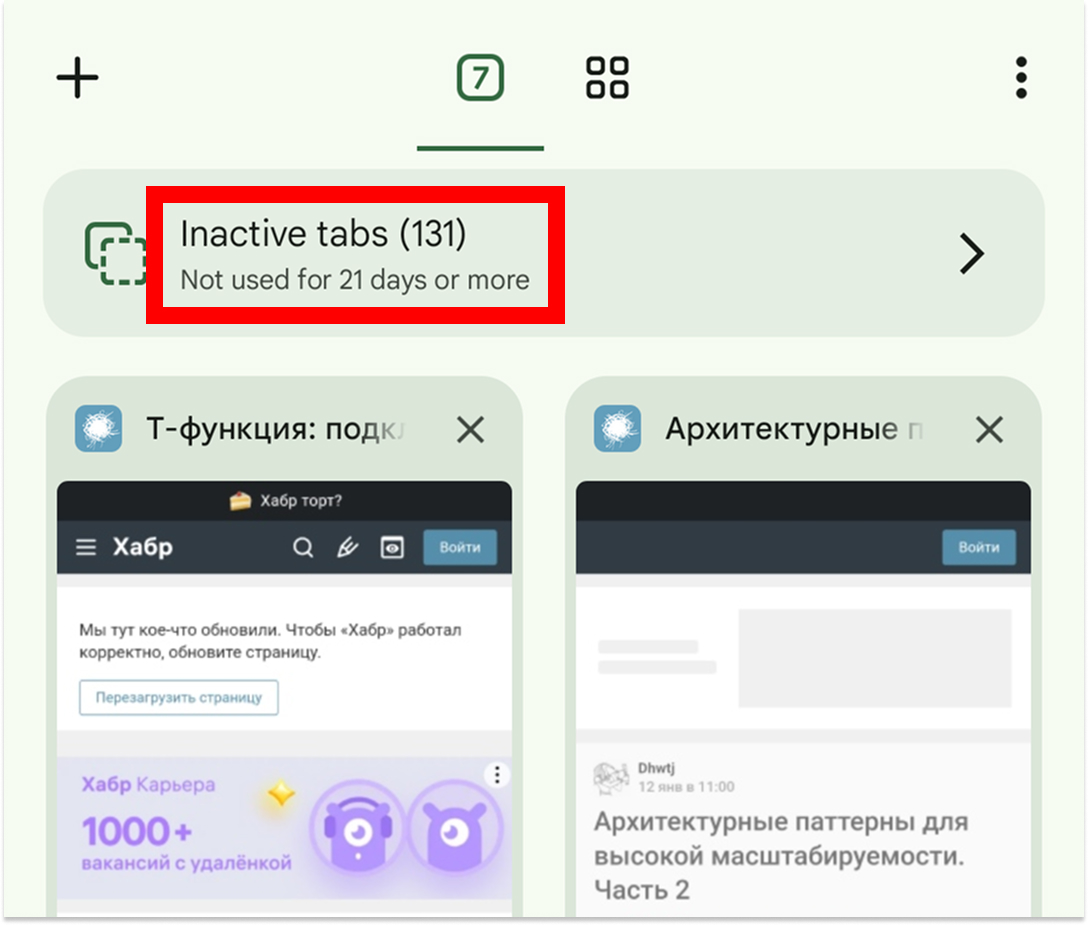 7
Inactive tabs (131)
Not used for 21 days or more
Т-функция: подк
Архитектурные
Хабр торт?
Хабр
Войти
Войти
Мы тут кое-что обновили. Чтобы «Хабр» работал
корректно, обновите страницу.
Перезагрузить страницу
Хабр Карьера
1000+
вакансий с удалёнкой
Dhwtj
12 янв в 11:00
Архитектурные паттерны для
высокой масштабируемости.
Часть 2